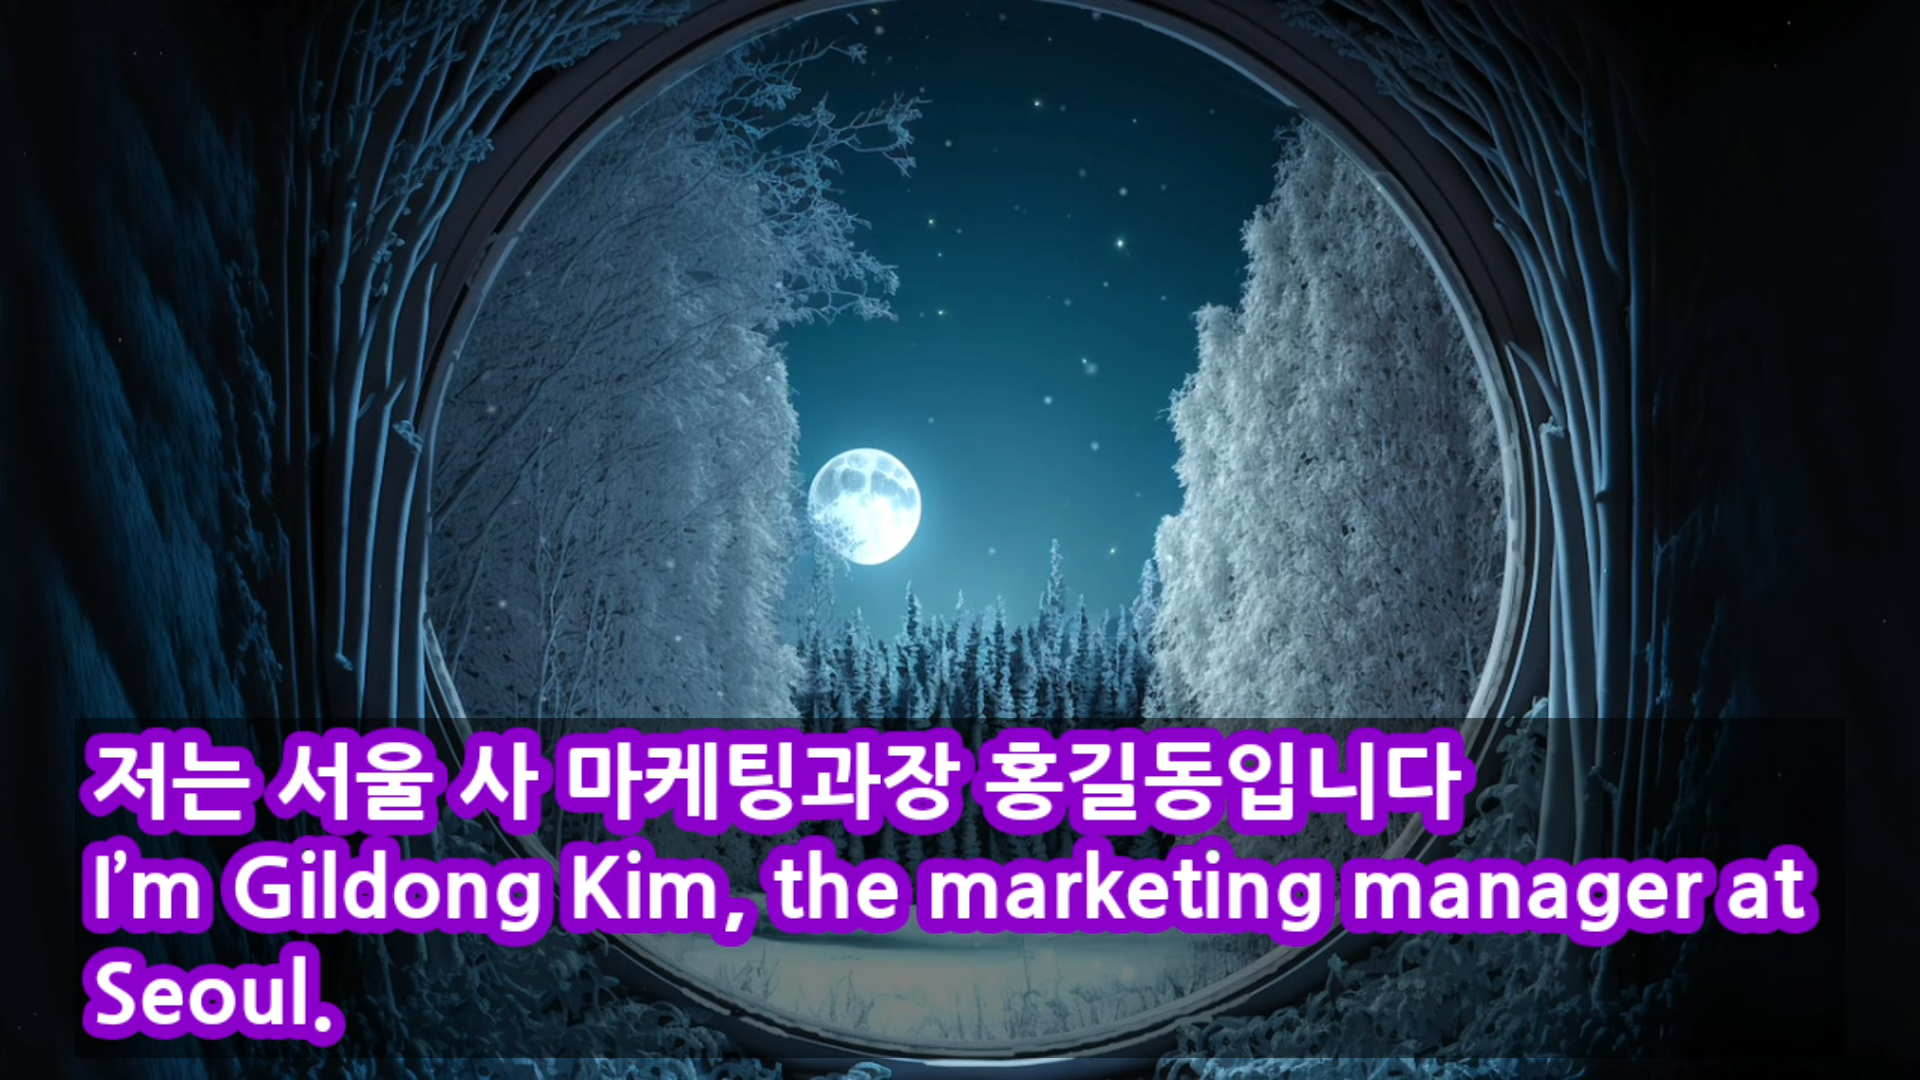 저는 서울 사 마케팅과장 홍길동입니다
I’m Gildong Kim, the marketing manager at
Seoul.